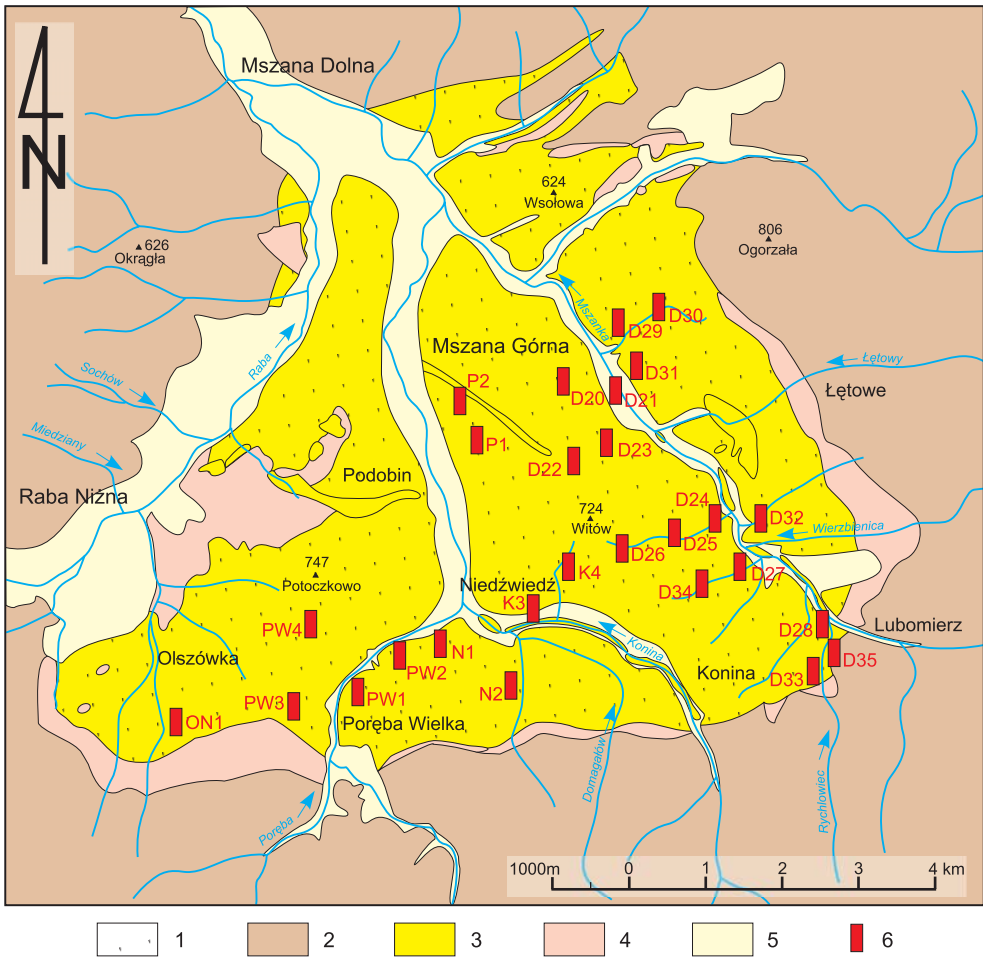 Mszana Dolna
N
624
Wsołowa
806
Ogorzała
626
Okrągła
Mszanka
D30
D29
Raba
Mszana Górna
D31
Łętowy
Sochów
P2
D20
D21
Łętowe
Miedziany
P1
D23
D22
Podobin
Raba Niżna
D24
724
Witów
D32
Wierzbienica
D25
D26
747
Potoczkowo
Niedźwiedź
K4
D27
D34
K3
PW4
D28
Lubomierz
Konina
N1
D35
Olszówka
PW2
Konina
D33
N2
PW3
PW1
ON1
Poręba Wielka
Domagałów
Rychlowiec
Poręba
1000m 0 1 2 3 4 km
1 2 3 4 5 6